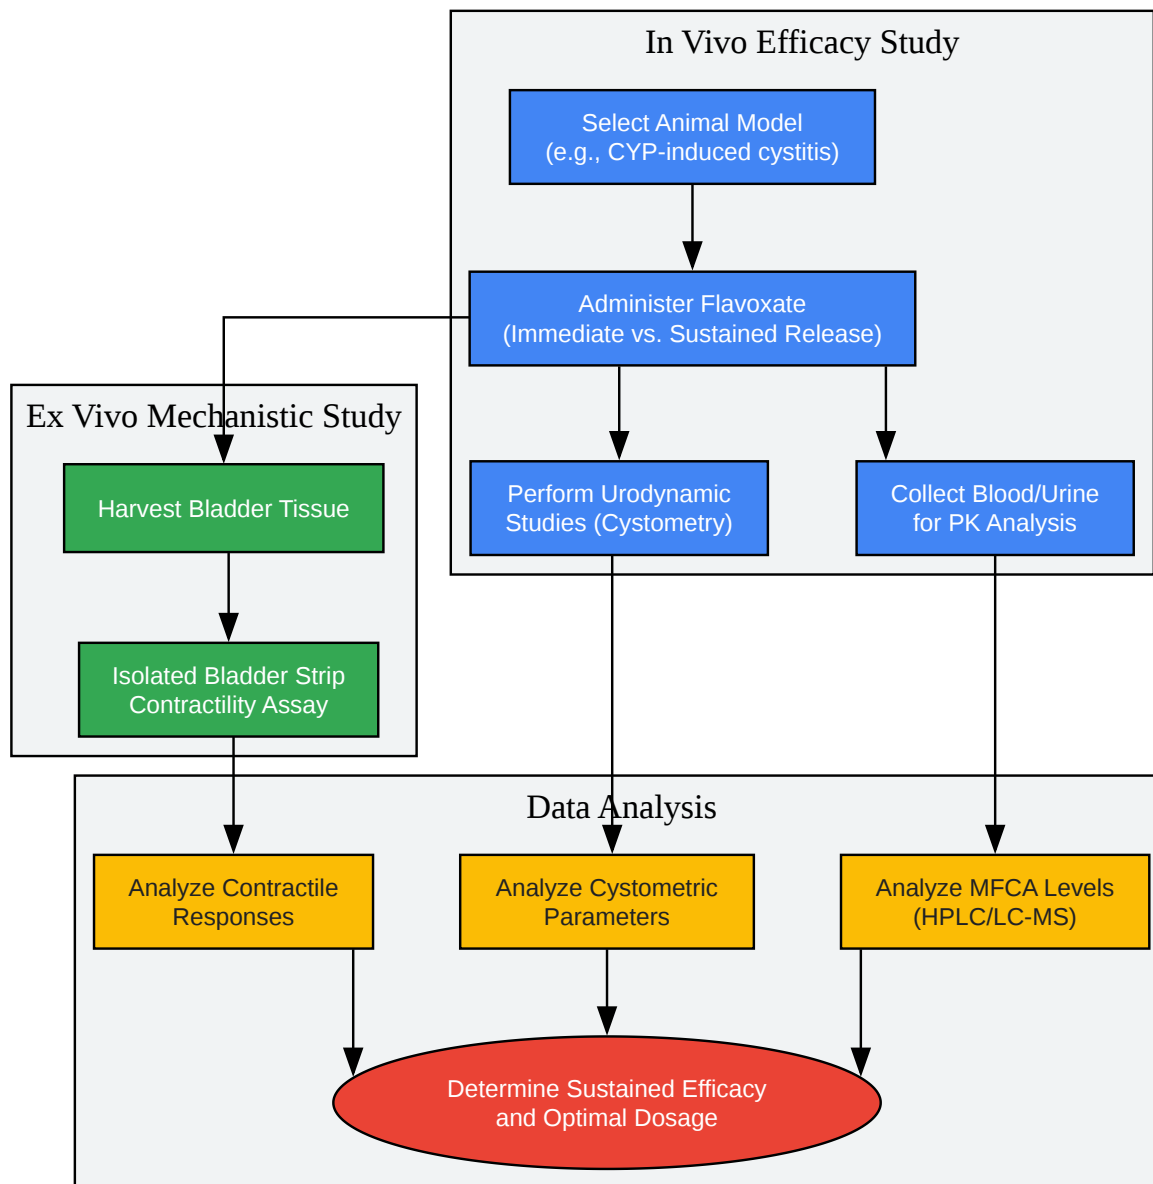 In Vivo Efficacy Study
Select Animal Model
(e.g., CYP-induced cystitis)
Administer Flavoxate
(Immediate vs. Sustained Release)
Ex Vivo Mechanistic Study
Harvest Bladder Tissue
Perform Urodynamic
Studies (Cystometry)
Collect Blood/Urine
for PK Analysis
Isolated Bladder Strip
Contractility Assay
Data Analysis
Analyze Contractile
Responses
Analyze Cystometric
Parameters
Analyze MFCA Levels
(HPLC/LC-MS)
Determine Sustained Efficacy
and Optimal Dosage